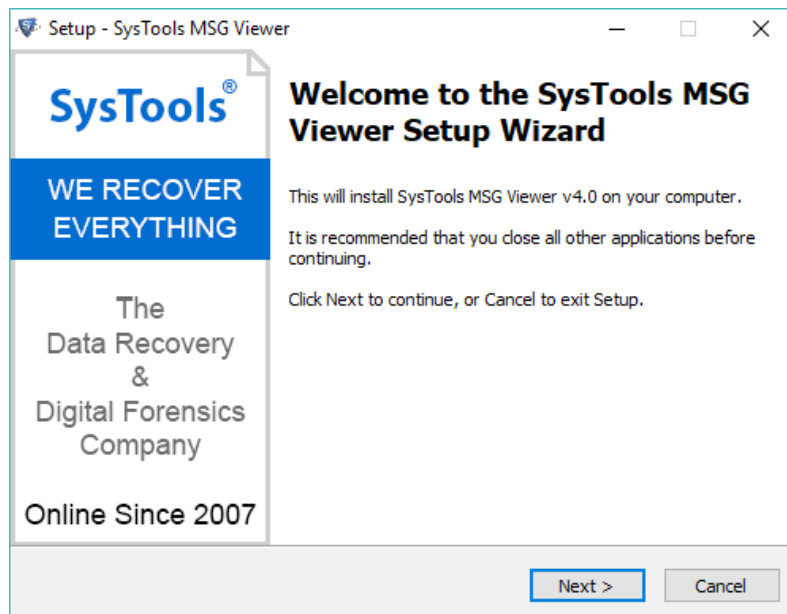 Setup - SysTools MSG Viewer
SysTools®
WE RECOVER
EVERYTHING
The
Data Recovery
&
Digital Forensics
Company
Online Since 2007
Welcome to the SysTools MSG
Viewer Setup Wizard
This will install SysTools MSG Viewer v4.0 on your computer.
It is recommended that you close all other applications before
continuing.
Click Next to continue, or Cancel to exit Setup.
Next >
Cancel